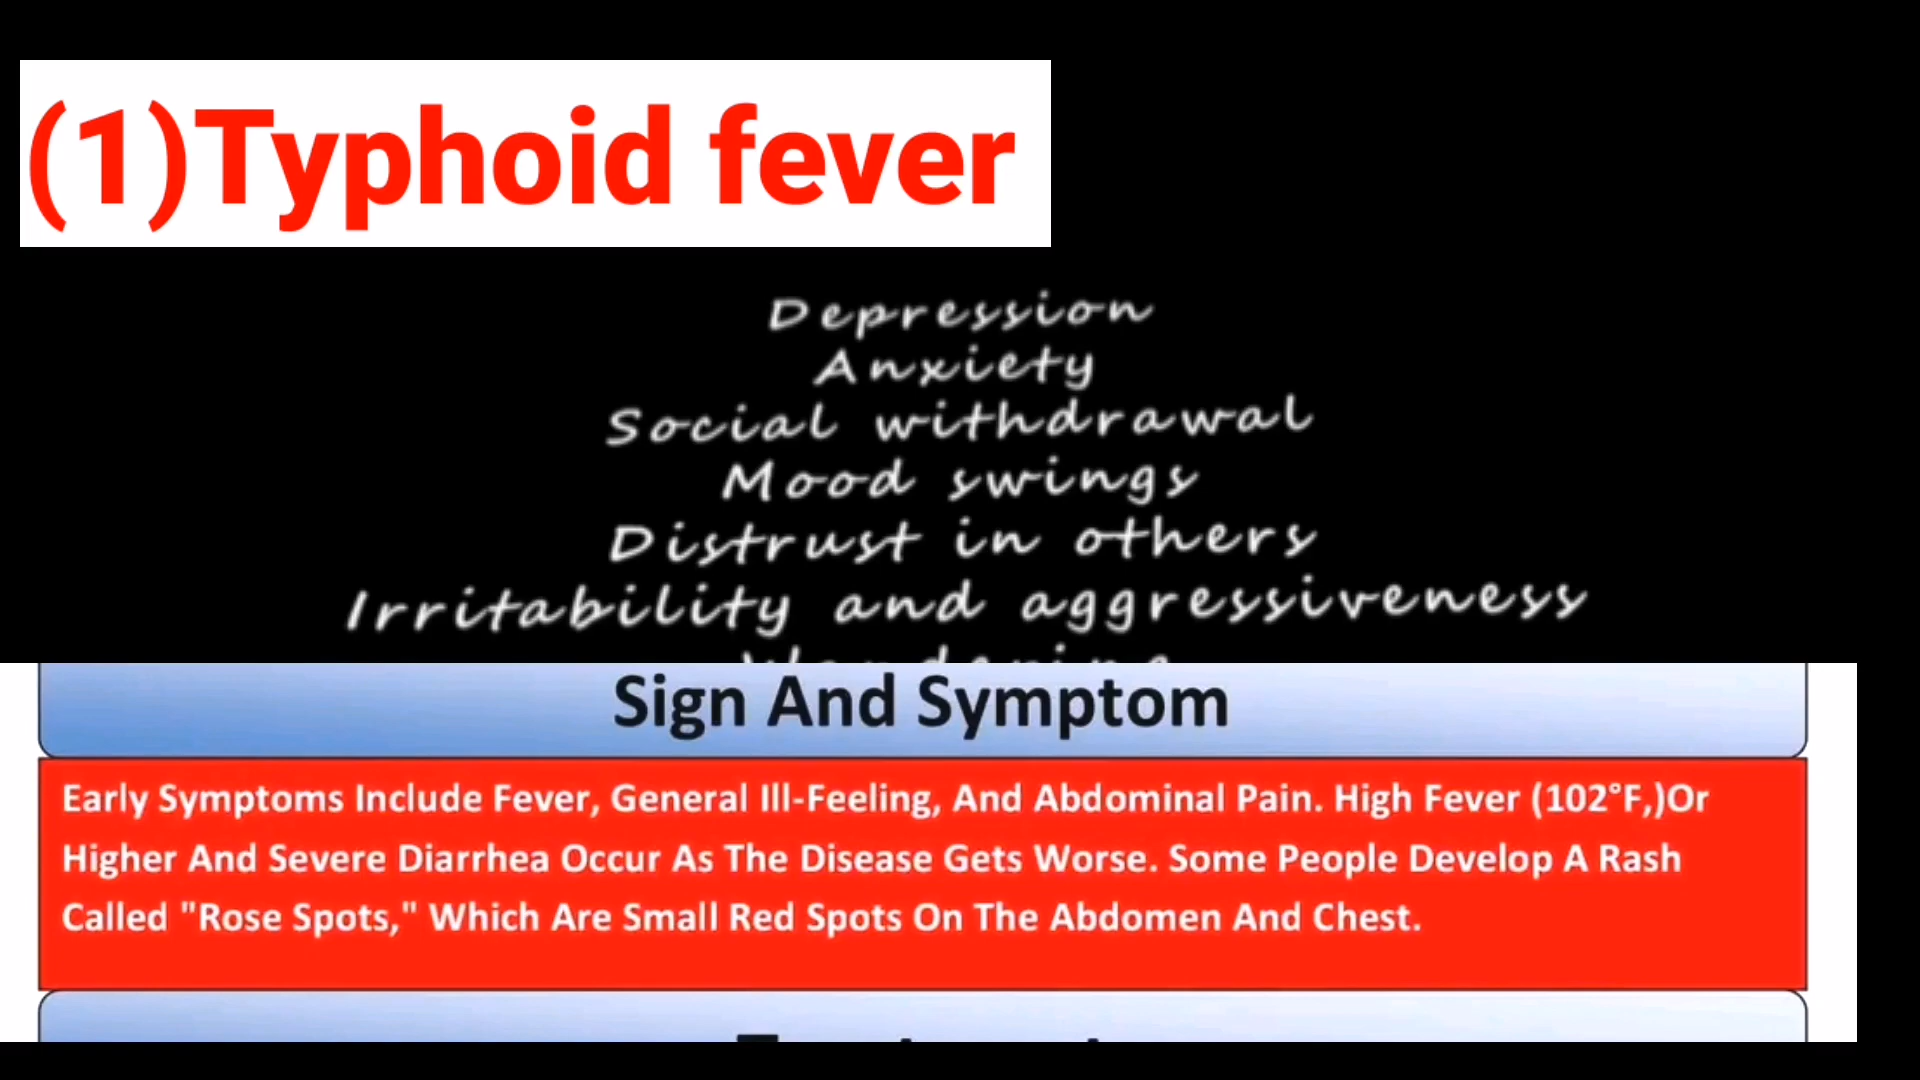 (1)Typhoid fever
Depression
Anxiety
Social withdrawal
Mood swings
Distrust in others
Irritability and aggressiveness
Sign And Symptom
Early Symptoms Include Fever, General Ill-Feeling, And Abdominal Pain. High Fever (102°F,)Or
Higher And Severe Diarrhea Occur As The Disease Gets Worse. Some People Develop A Rash
Called "Rose Spots," Which Are Small Red Spots On The Abdomen And Chest.